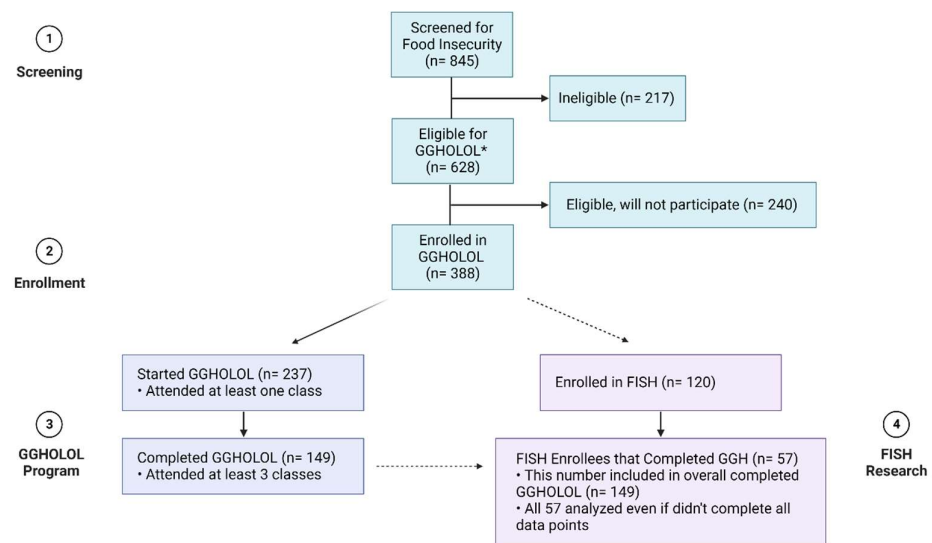 1
Screening
Screened for
Food Insecurity
(n= 845)
Ineligible (n= 217)
Eligible for
GGHOLOL*
(n= 628)
Eligible, will not participate (n= 240)
2
Enrollment
Enrolled in
GGHOLOL
(n= 388)
Started GGHOLOL (n= 237)
• Attended at least one class
Enrolled in FISH (n= 120)
3
GGHOLOL
Program
Completed GGHOLOL (n= 149)
• Attended at least 3 classes
FISH Enrollees that Completed GGH (n= 57)
• This number included in overall completed
GGHOLOL (n= 149)
• All 57 analyzed even if didn't complete all
data points
4
FISH
Research